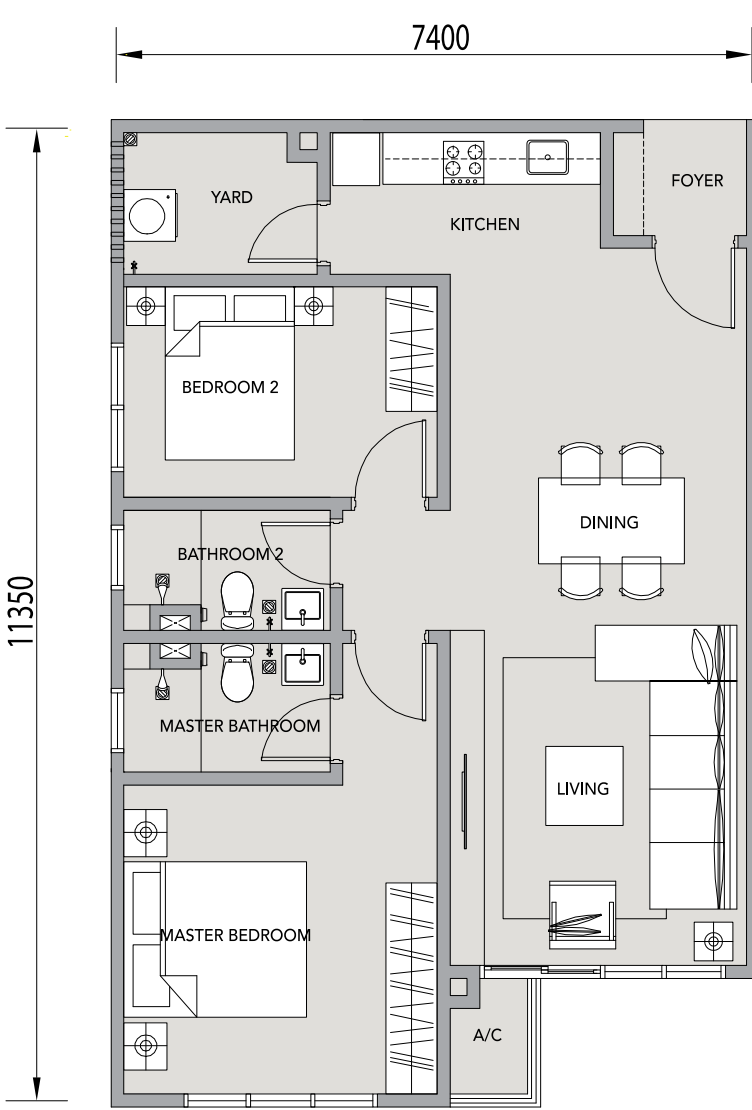 7400
YARD
FOYER
KITCHEN
BEDROOM 2
DINING
BATHROOM 2
11350
MASTER BATHROOM
LIVING
MASTER BEDROOM
A/C